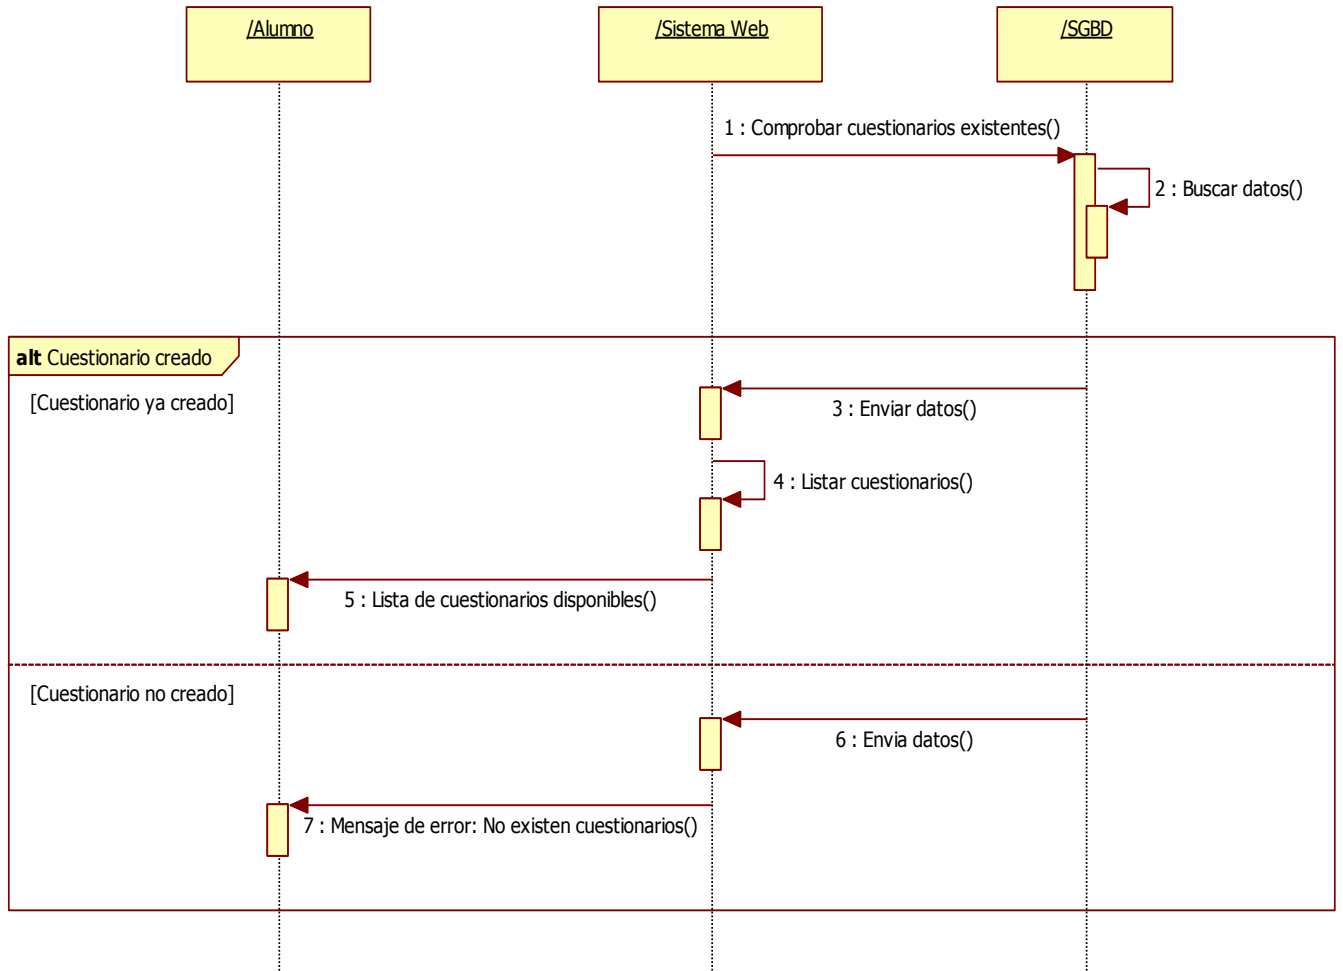 /Alumno
/Sistema Web
/SGBD
1 : Comprobar cuestionarios existentes()
2 : Buscar datos()
alt Cuestionario creado
[Cuestionario ya creado]
3 : Enviar datos()
4 : Listar cuestionarios()
5 : Lista de cuestionarios disponibles()
[Cuestionario no creado]
6 : Envia datos()
7 : Mensaje de error: No existen cuestionarios()